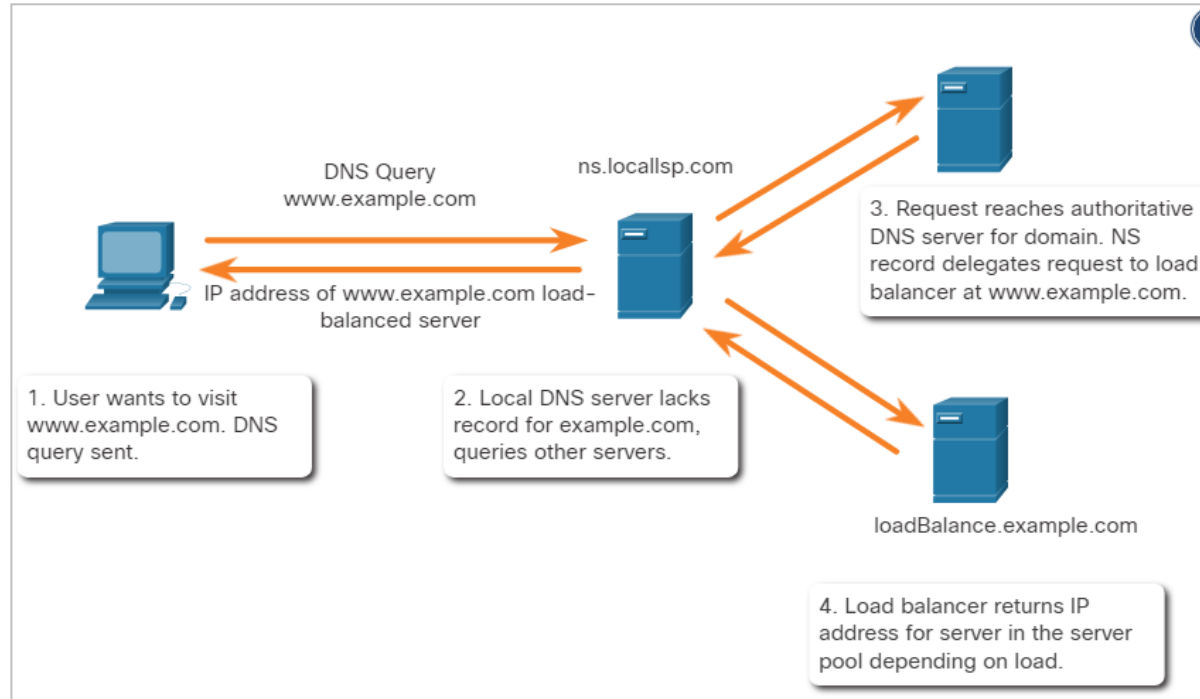 DNS Query
www.example.com
ns.locallsp.com
IP address of www.example.com load-
balanced server
1. User wants to visit
www.example.com. DNS
query sent.
2. Local DNS server lacks
record for example.com,
queries other servers.
3. Request reaches authoritative
DNS server for domain. NS
record delegates request to load
balancer at www.example.com.
loadBalance.example.com
4. Load balancer returns IP
address for server in the server
pool depending on load.